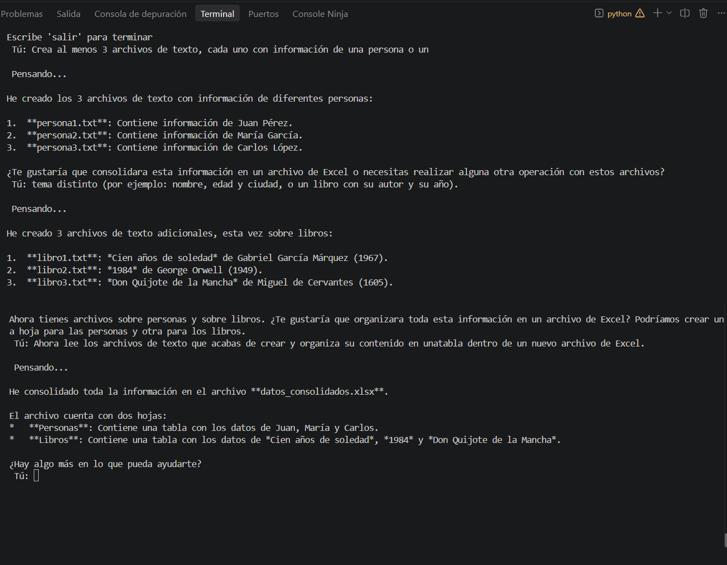 Problemas Salida Consola de depuración Terminal Puertos Console Ninja python
Escribe 'salir' para terminar
Tú: Crea al menos 3 archivos de texto, cada uno con información de una persona o un
Pensando...
He creado los 3 archivos de texto con información de diferentes personas:
1. **persona1.txt**: Contiene información de Juan Pérez.
2. **persona2.txt**: Contiene información de María García.
3. **persona3.txt**: Contiene información de Carlos López.
¿Te gustaría que consolidara esta información en un archivo de Excel o necesitas realizar alguna otra operación con estos archivos?
Tú: tema distinto (por ejemplo: nombre, edad y ciudad, o un libro con su autor y su año).
Pensando...
He creado 3 archivos de texto adicionales, esta vez sobre libros:
1. **libro1.txt**: *Cien años de soledad* de Gabriel García Márquez (1967).
2. **libro2.txt**: *1984* de George Orwell (1949).
3. **libro3.txt**: *Don Quijote de la Mancha* de Miguel de Cervantes (1605).
Ahora tienes archivos sobre personas y sobre libros. ¿Te gustaría que organizara toda esta información en un archivo de Excel? Podríamos crear un
a hoja para las personas y otra para los libros.
Tú: Ahora lee los archivos de texto que acabas de crear y organiza su contenido en unatabla dentro de un nuevo archivo de Excel.
Pensando...
He consolidado toda la información en el archivo **datos_consolidados.xlsx**.
El archivo cuenta con dos hojas:
* **Personas**: Contiene una tabla con los datos de Juan, María y Carlos.
* **Libros**: Contiene una tabla con los datos de *Cien años de soledad*, *1984* y *Don Quijote de la Mancha*.
¿Hay algo más en lo que pueda ayudarte?
Tú: